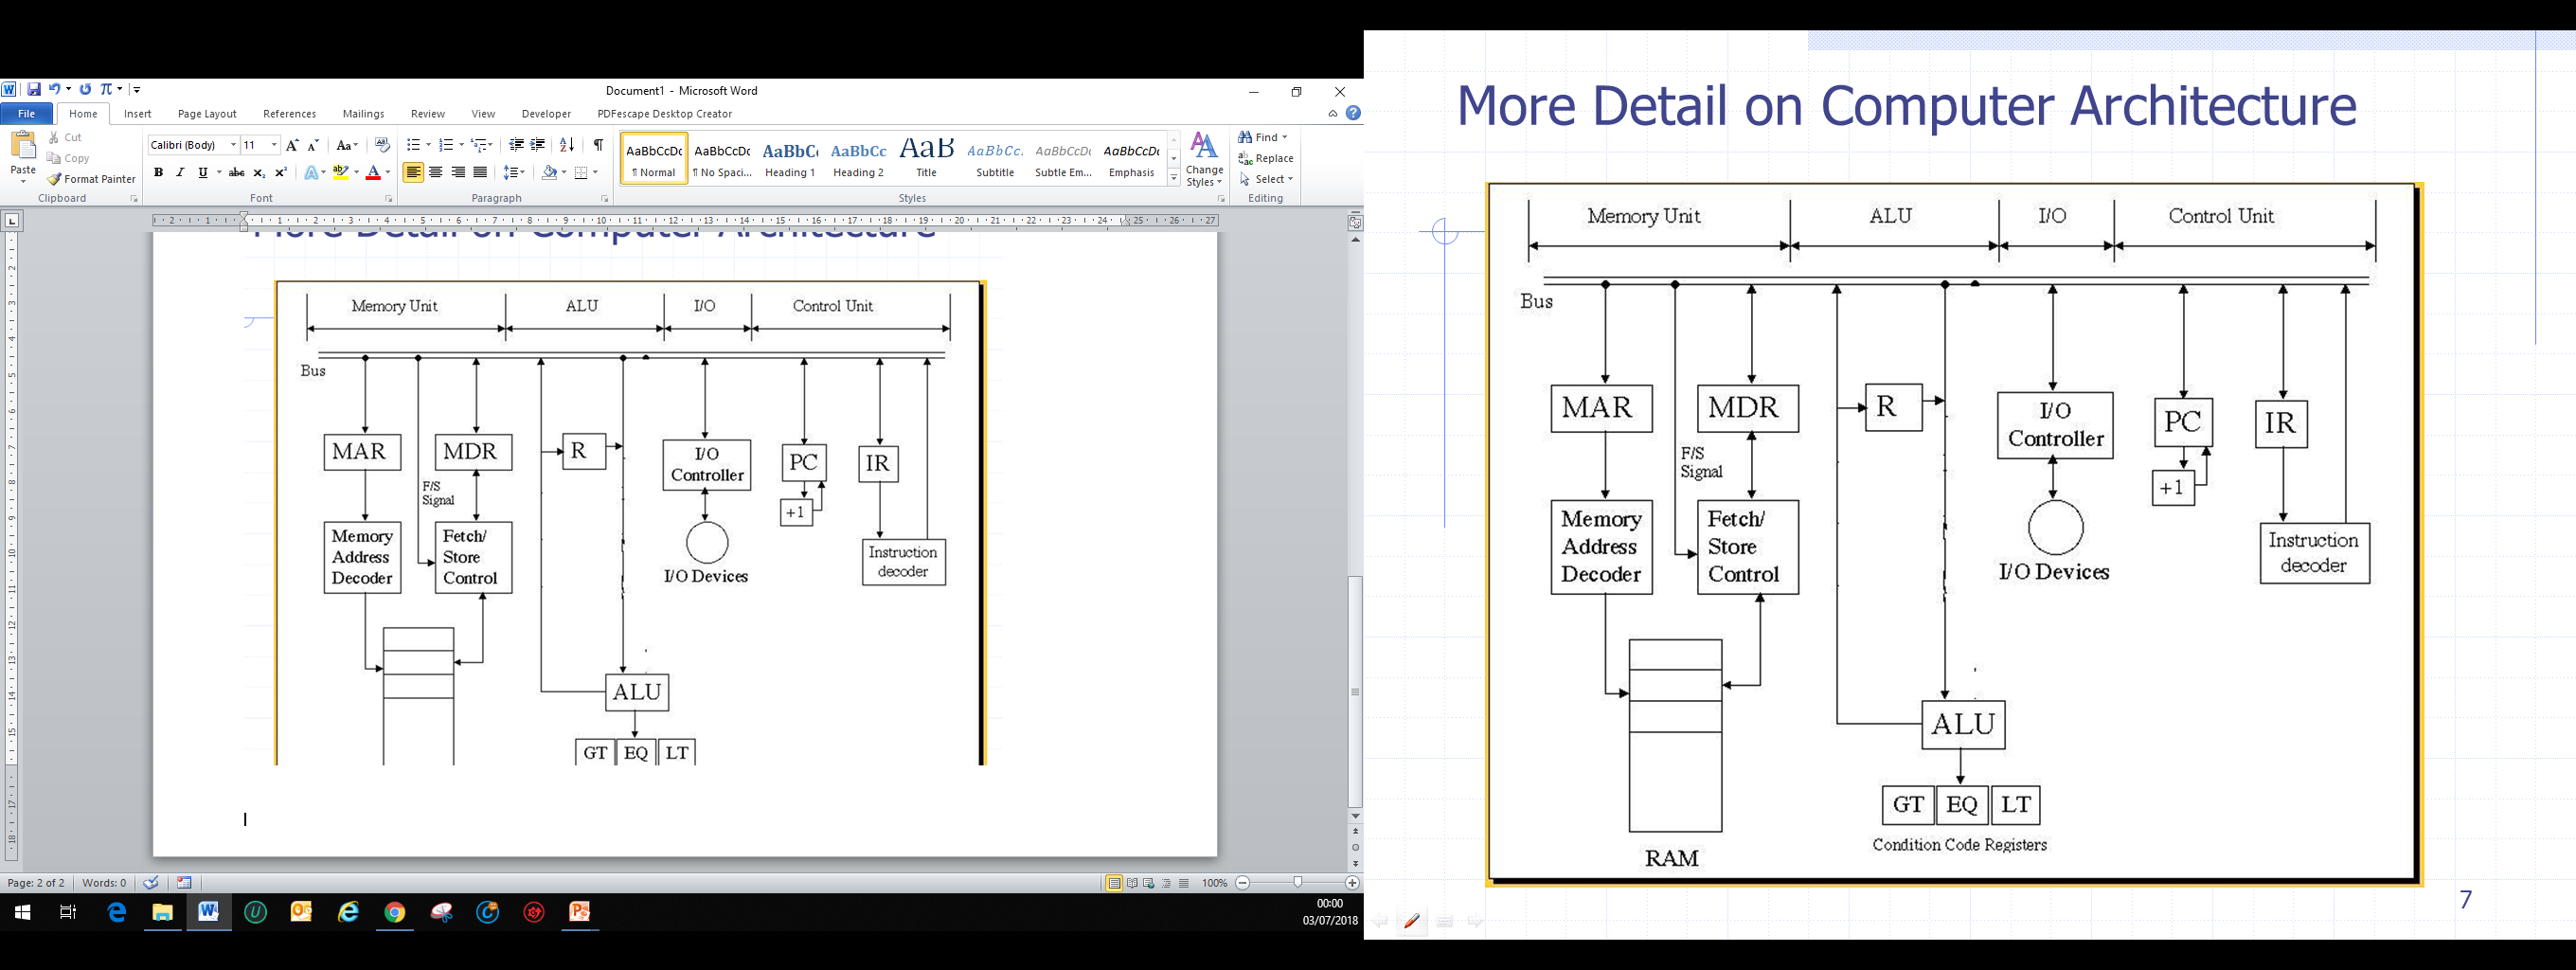 Document1 - Microsoft Word
File Home Insert Page Layout References Mailings Review View Developer PDFescape Desktop Creator
Paste
Cut
Copy
Format Painter
Clipboard
Calibri (Body) 11
Font
Paragraph
AaBbCcDc AaBbCcDc AaBbC AaBbCc AaB AaBbCc. AaBbCcDc AaBbCcDc
¶ Normal ¶ No Spaci... Heading 1 Heading 2 Title Subtitle Subtle Em... Emphasis
Styles
Change
Styles
Find
Replace
Select
Editing
More Detail on Computer Architecture
Memory Unit ALU I/O Control Unit
Bus
MAR MDR R I/O
Controller PC IR
F/S
Signal
+1
Memory
Address
Decoder
Fetch/
Store
Control
I/O Devices
Instruction
decoder
ALU
GT EQ LT
Page: 2 of 2 Words: 0 100%
00:00
03/07/2018
More Detail on Computer Architecture
Memory Unit ALU I/O Control Unit
Bus
MAR MDR R I/O
Controller PC IR
F/S
Signal
+1
Memory
Address
Decoder
Fetch/
Store
Control
I/O Devices
Instruction
decoder
ALU
GT EQ LT
Condition Code Registers
RAM
7